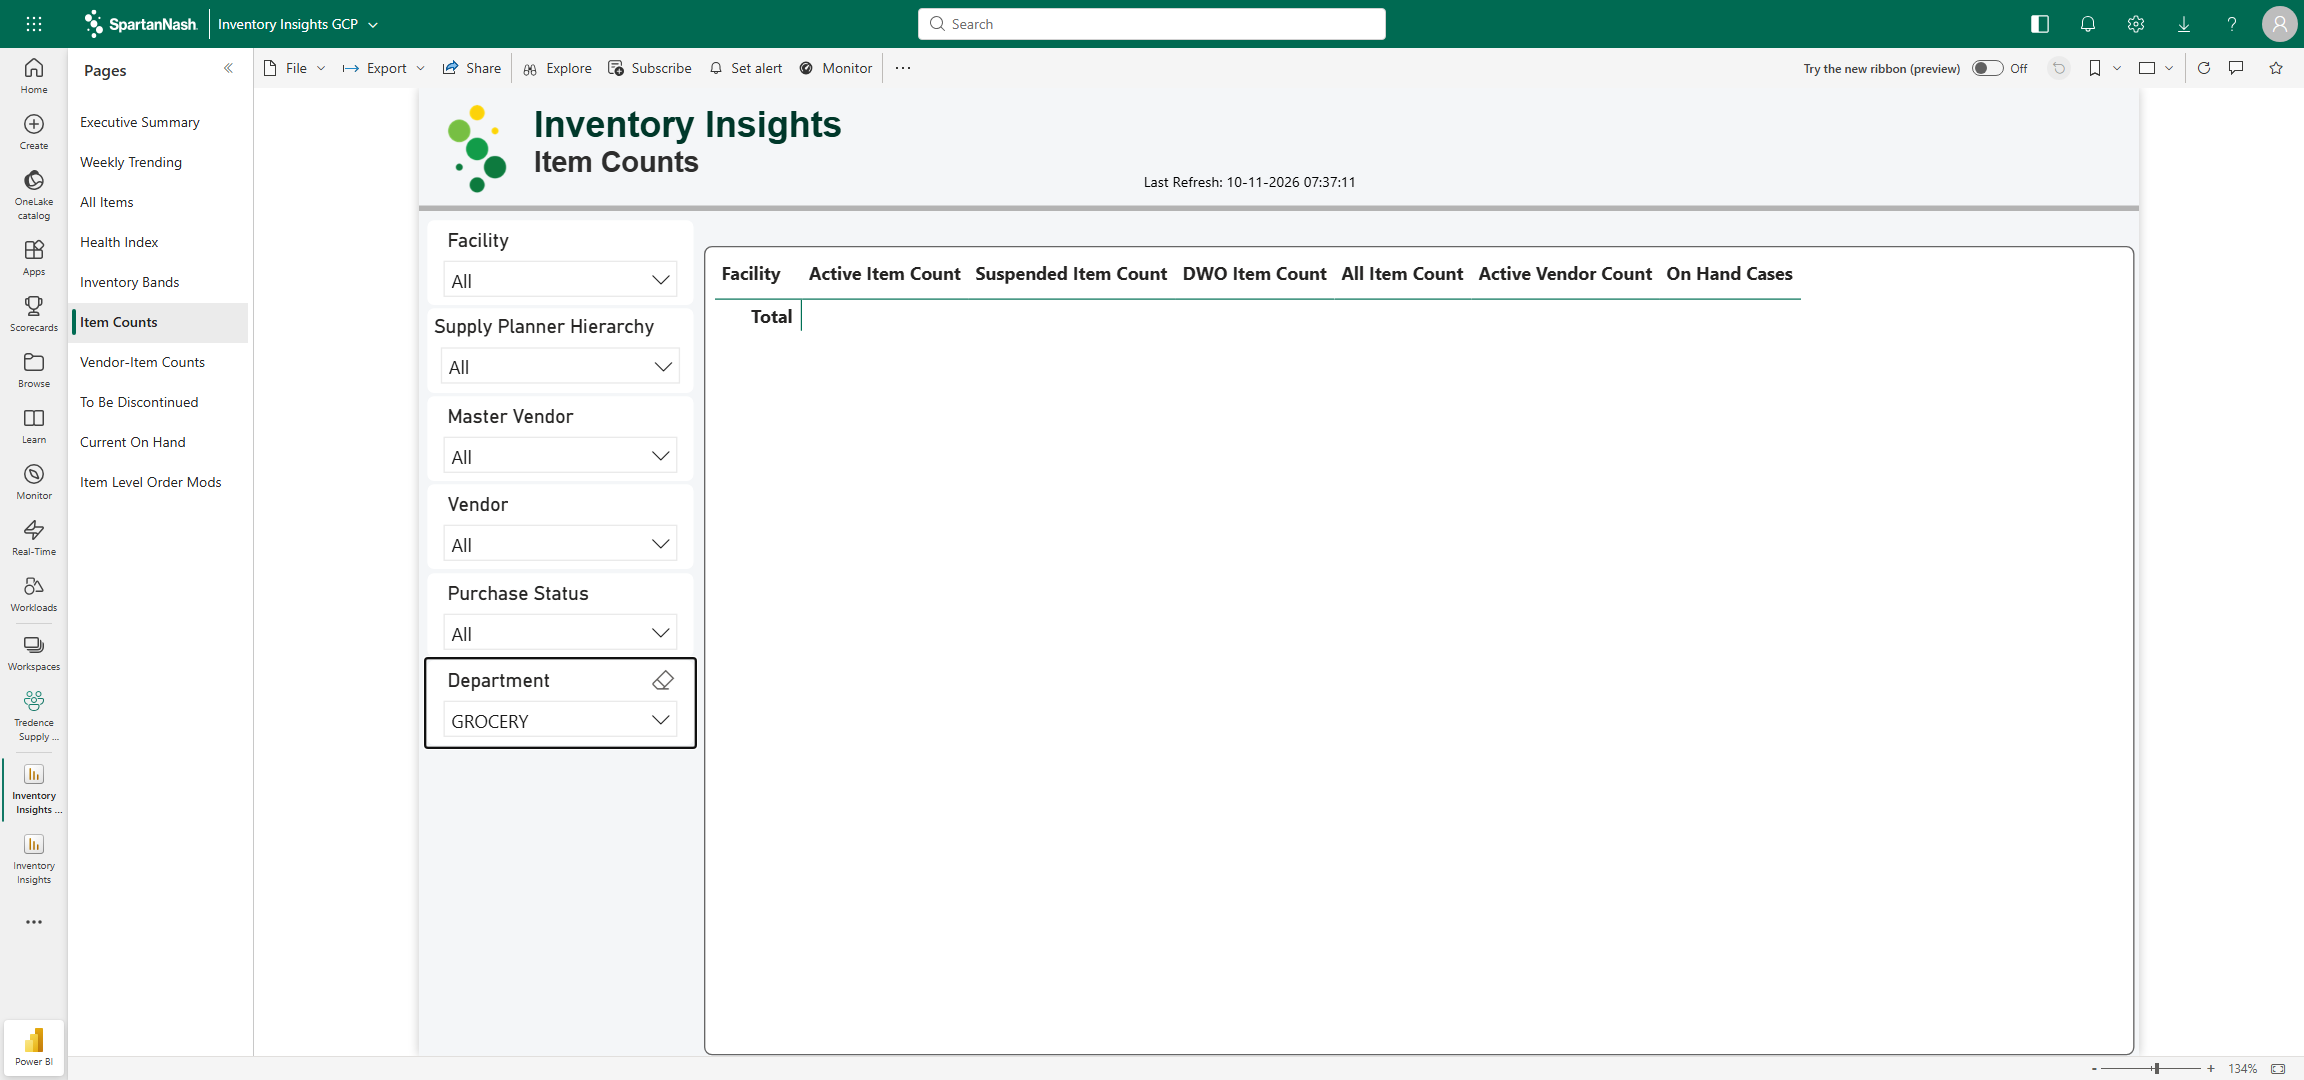 SpartanNash
Inventory Insights GCP
Search
Home
Create
OneLake
catalog
Apps
Scorecards
Browse
Learn
Monitor
Real-Time
Workloads
Workspaces
Tredence
Supply ...
Inventory
Insights ...
Inventory
Insights
Power BI
Pages
Executive Summary
Weekly Trending
All Items
Health Index
Inventory Bands
Item Counts
Vendor-Item Counts
To Be Discontinued
Current On Hand
Item Level Order Mods
File Export Share Explore Subscribe Set alert Monitor ...
Try the new ribbon (preview) Off
Inventory Insights
Item Counts
Last Refresh: 10-11-2026 07:37:11
Facility
All
Supply Planner Hierarchy
All
Master Vendor
All
Vendor
All
Purchase Status
All
Department
GROCERY
Facility Active Item Count Suspended Item Count DWO Item Count All Item Count Active Vendor Count On Hand Cases
Total
- + 134%